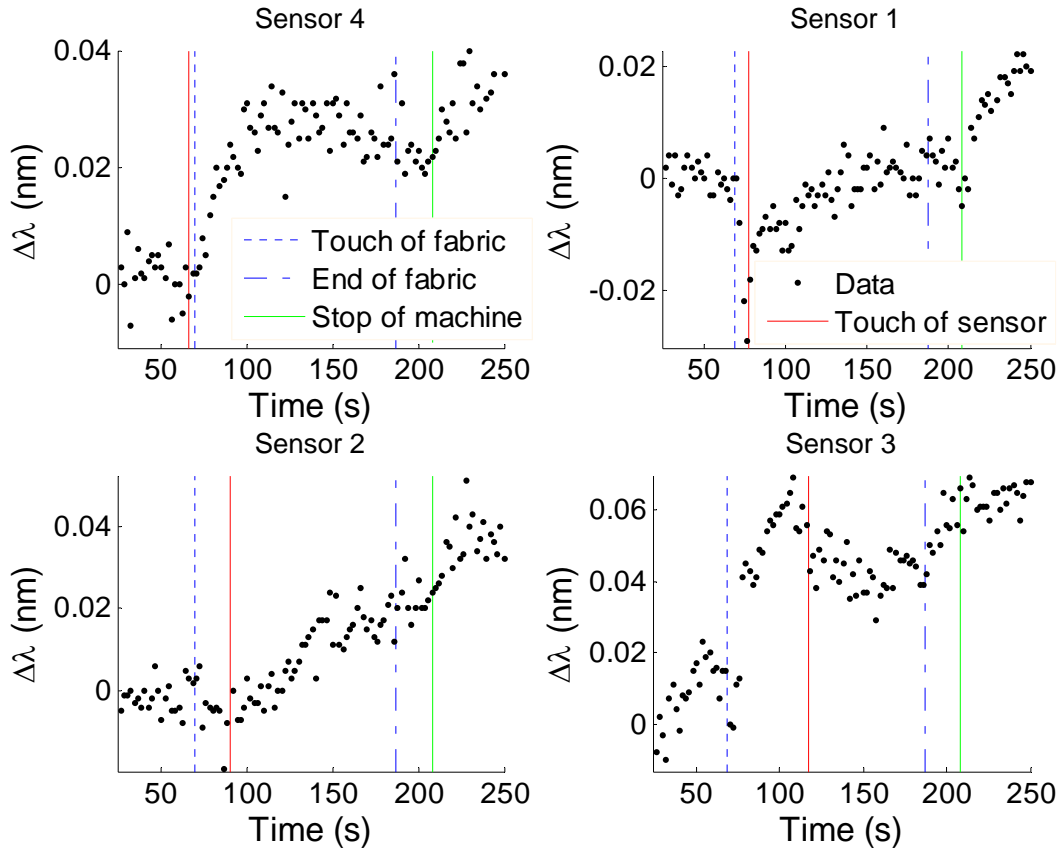 Sensor 4
0.04
0.02
0
Δλ (nm)
Touch of fabric
End of fabric
Stop of machine
50 100 150 200 250
Time (s)
Sensor 1
0.02
0
-0.02
Δλ (nm)
Data
Touch of sensor
50 100 150 200 250
Time (s)
Sensor 2
0.04
0.02
0
Δλ (nm)
50 100 150 200 250
Time (s)
Sensor 3
0.06
0.04
0.02
0
Δλ (nm)
50 100 150 200 250
Time (s)